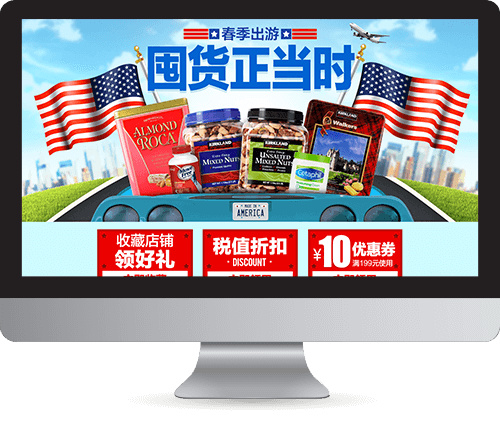 春季出游
囤货正当时
ALMOND
ROCA
KIRKLAND
MIXED NUTS
KIRKLAND
UNSALTED
MIXED NUTS
KIRKLAND
Walkers
Cetaphil
MADE IN
AMERICA
收藏店铺
领好礼
税值折扣
· DISCOUNT ·
¥10优惠券
满199元使用